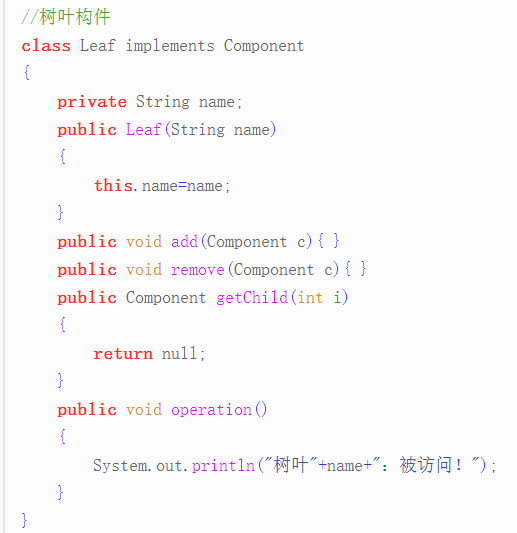 //树叶构件
class Leaf implements Component
{
    private String name;
    public Leaf(String name)
    {
        this.name=name;
    }
    public void add(Component c){ }
    public void remove(Component c){ }
    public Component getChild(int i)
    {
        return null;
    }
    public void operation()
    {
        System.out.println("树叶"+name+"：被访问！");
    }
}